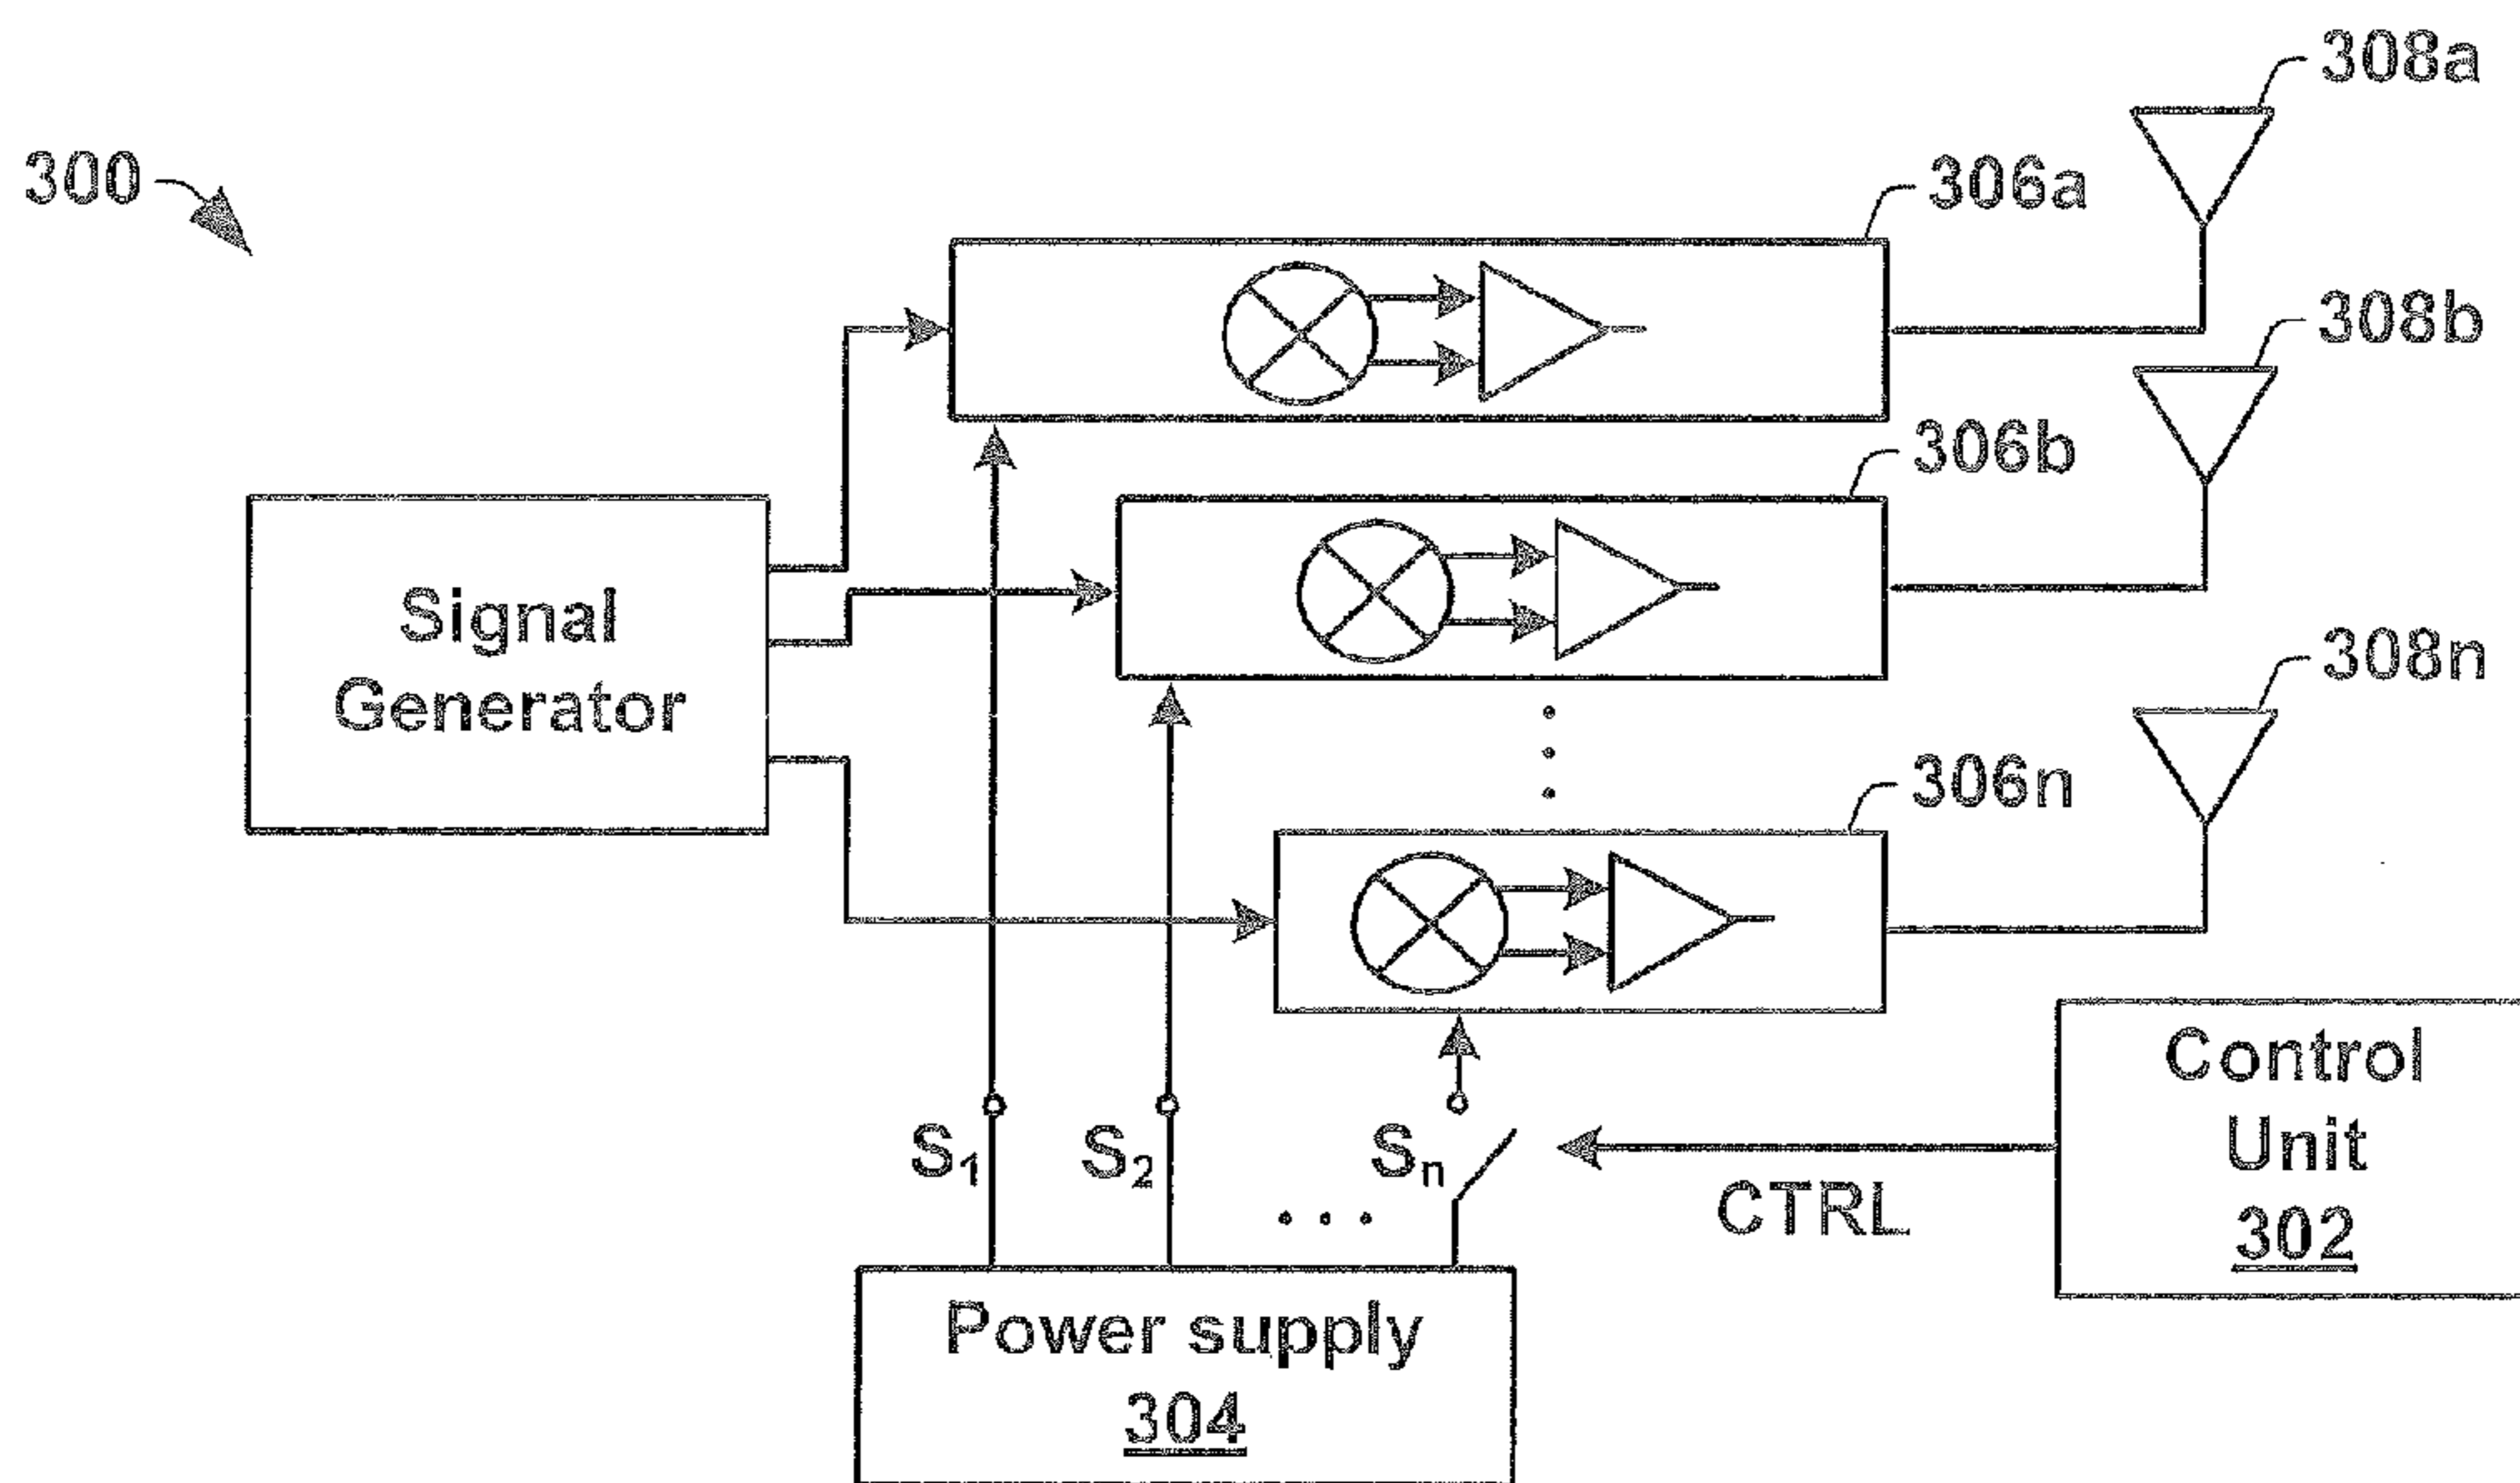 308a
300
306a
308b
306b
Signal
Generator
308n
306n
Control
Unit
302
S1
S2
Sn
CTRL
Power supply
304